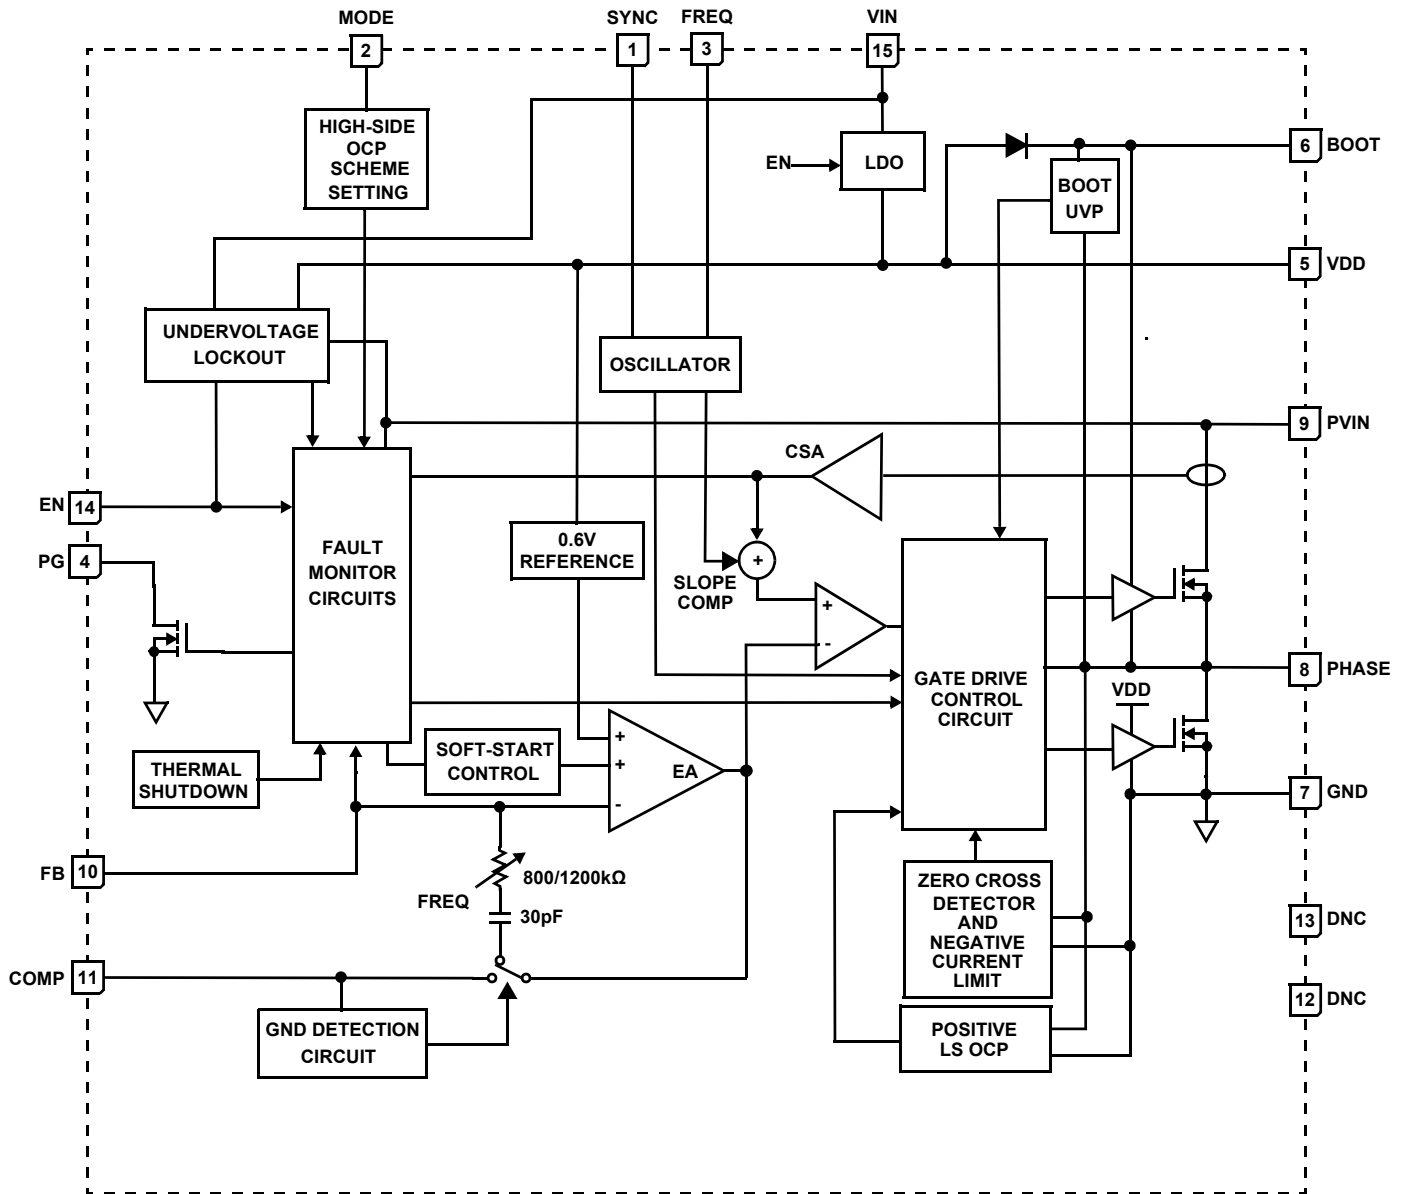 MODE
SYNC
FREQ
VIN
2
1
3
15
HIGH-SIDE
OCP
SCHEME
SETTING
EN
LDO
6
BOOT
BOOT
UVP
5
VDD
UNDERVOLTAGE
LOCKOUT
OSCILLATOR
9
PVIN
CSA
EN
14
PG
4
FAULT
MONITOR
CIRCUITS
0.6V
REFERENCE
+
SLOPE
COMP
+
-
8
PHASE
GATE DRIVE
CONTROL
CIRCUIT
VDD
THERMAL
SHUTDOWN
SOFT-START
CONTROL
+
+
-
EA
7
GND
FB
10
FREQ
800/1200kΩ
30pF
ZERO CROSS
DETECTOR
AND
NEGATIVE
CURRENT
LIMIT
13
DNC
COMP
11
12
DNC
GND DETECTION
CIRCUIT
POSITIVE
LS OCP